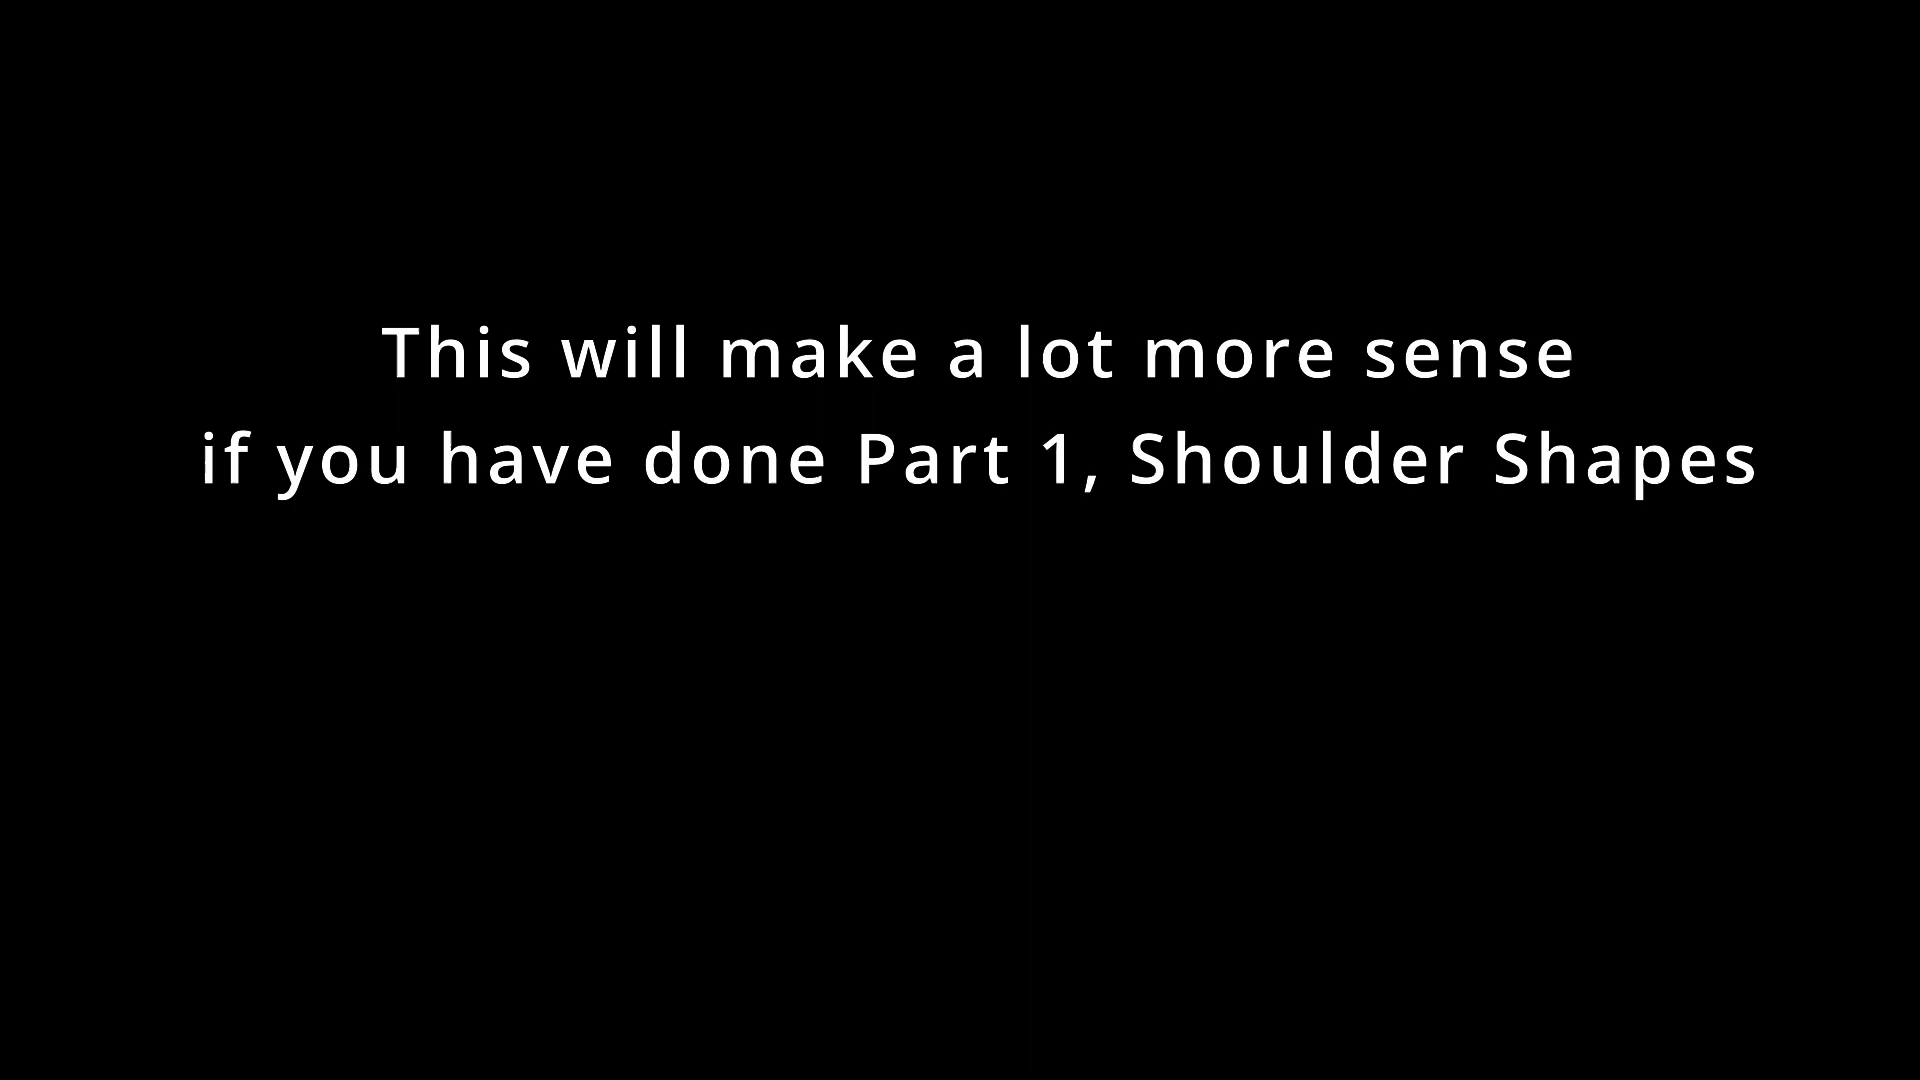 This will make a lot more sense
if you have done Part 1, Shoulder Shapes